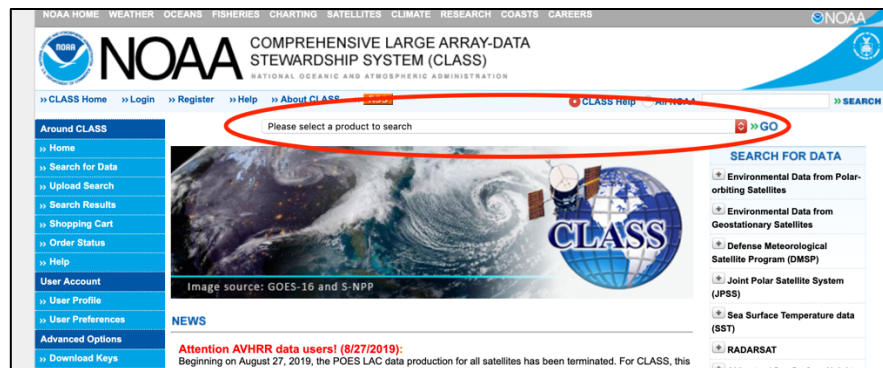 NOAA HOME WEATHER OCEANS FISHERIES CHARTING SATELLITES CLIMATE RESEARCH COASTS CAREERS
NOAA
NOAA
NOAA
COMPREHENSIVE LARGE ARRAY-DATA
STEWARDSHIP SYSTEM (CLASS)
NATIONAL OCEANIC AND ATMOSPHERIC ADMINISTRATION
»CLASS Home »Login »Register »Help »About CLASS RSS CLASS Help All NOAA »SEARCH
Please select a product to search »GO
Around CLASS
» Home
» Search for Data
» Upload Search
» Search Results
» Shopping Cart
» Order Status
» Help
User Account
» User Profile
» User Preferences
Advanced Options
» Download Keys
CLASS
Image source: GOES-16 and S-NPP
NEWS
Attention AVHRR data users! (8/27/2019):
Beginning on August 27, 2019, the POES LAC data production for all satellites has been terminated. For CLASS, this
SEARCH FOR DATA
+ Environmental Data from Polar-
orbiting Satellites
+ Environmental Data from
Geostationary Satellites
+ Defense Meteorological
Satellite Program (DMSP)
+ Joint Polar Satellite System
(JPSS)
+ Sea Surface Temperature data
(SST)
+ RADARSAT